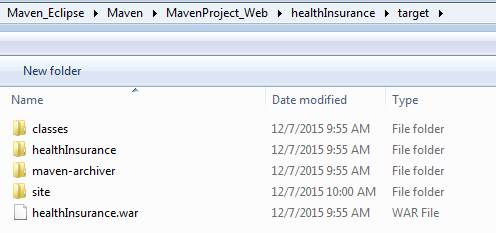 Maven_Eclipse ▸ Maven ▸ MavenProject_Web ▸ healthInsurance ▸ target ▸
New folder
Name Date modified Type
classes 12/7/2015 9:55 AM File folder
healthInsurance 12/7/2015 9:55 AM File folder
maven-archiver 12/7/2015 9:55 AM File folder
site 12/7/2015 10:00 AM File folder
healthInsurance.war 12/7/2015 9:55 AM WAR File